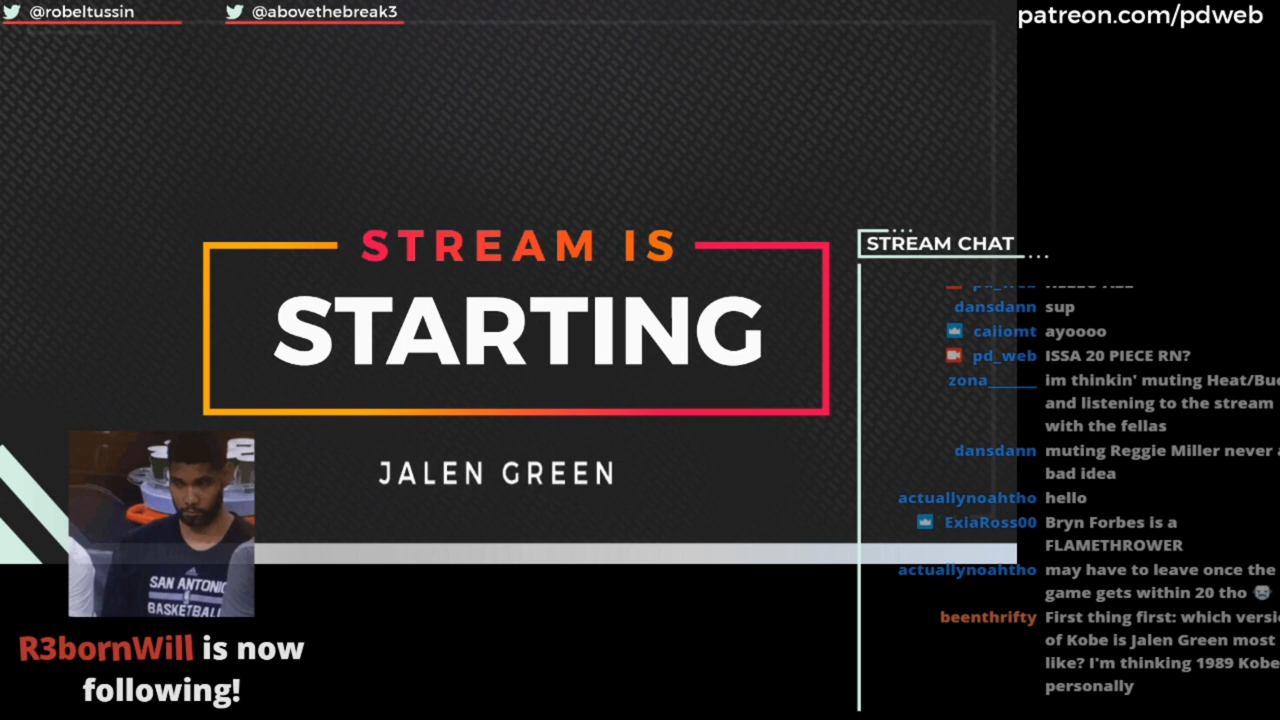 @robeltussin
@abovethebreak3
patreon.com/pdweb
STREAM IS
STARTING
JALEN GREEN
STREAM CHAT
dansdann sup
caliomt ayoooo
pd_web ISSA 20 PIECE RN?
zona______ im thinkin' muting Heat/Buc
and listening to the stream
with the fellas
dansdann muting Reggie Miller never a
bad idea
actuallynoahtho hello
ExiaRoss00 Bryn Forbes is a
FLAMETHROWER
actuallynoahtho may have to leave once the
game gets within 20 tho
beenthrifty First thing first: which versi
of Kobe is Jalen Green most
like? I'm thinking 1989 Kobe
personally
SAN ANTONIO
BASKETBALL
R3bornWill is now
following!